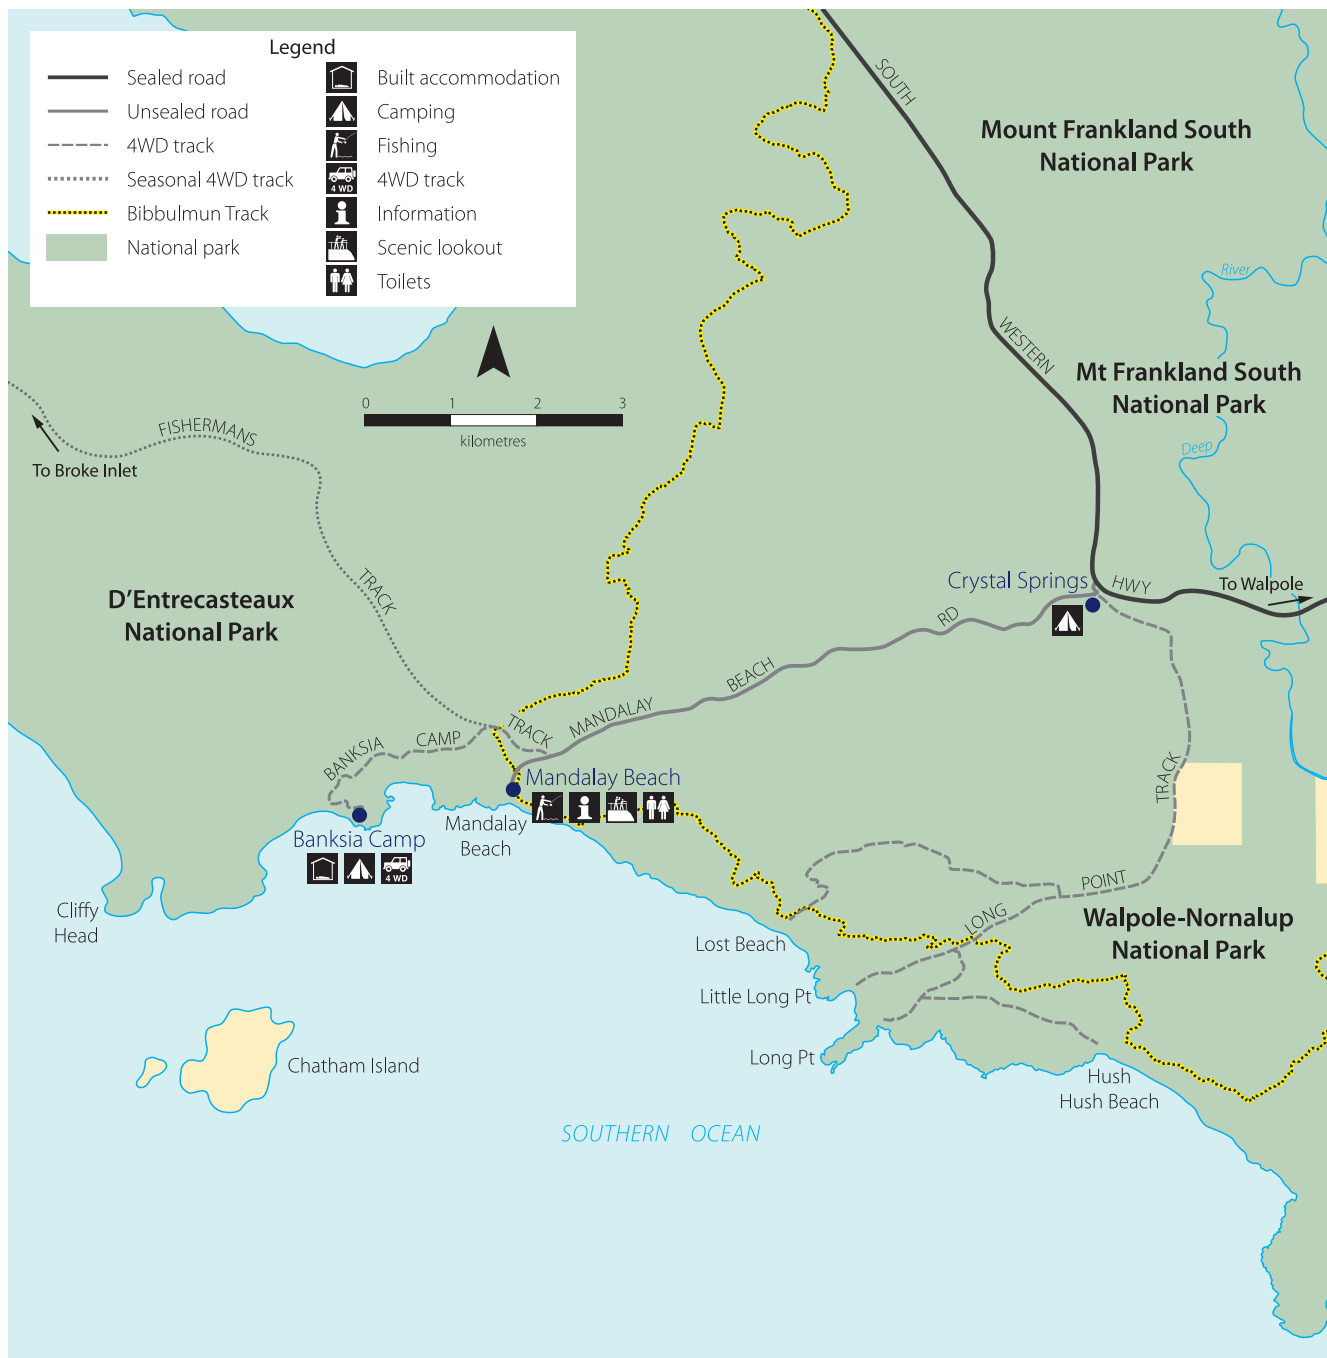 Legend
Sealed road
Unsealed road
4WD track
Seasonal 4WD track
Bibbulmun Track
National park
Built accommodation
Camping
Fishing
4 WD
4WD track
Information
Scenic lookout
Toilets
SOUTH
WESTERN
HWY
Mount Frankland South
National Park
River
Mt Frankland South
National Park
Deep
0 1 2 3
kilometres
FISHERMANS
TRACK
To Broke Inlet
D'Entrecasteaux
National Park
Crystal Springs
To Walpole
MANDALAY
BEACH
RD
BANKSIA
CAMP
TRACK
Mandalay Beach
Mandalay
Beach
Banksia Camp
4 WD
Cliffy
Head
LONG
POINT
TRACK
Walpole-Nornalup
National Park
Lost Beach
Little Long Pt
Long Pt
Hush
Hush Beach
Chatham Island
SOUTHERN OCEAN